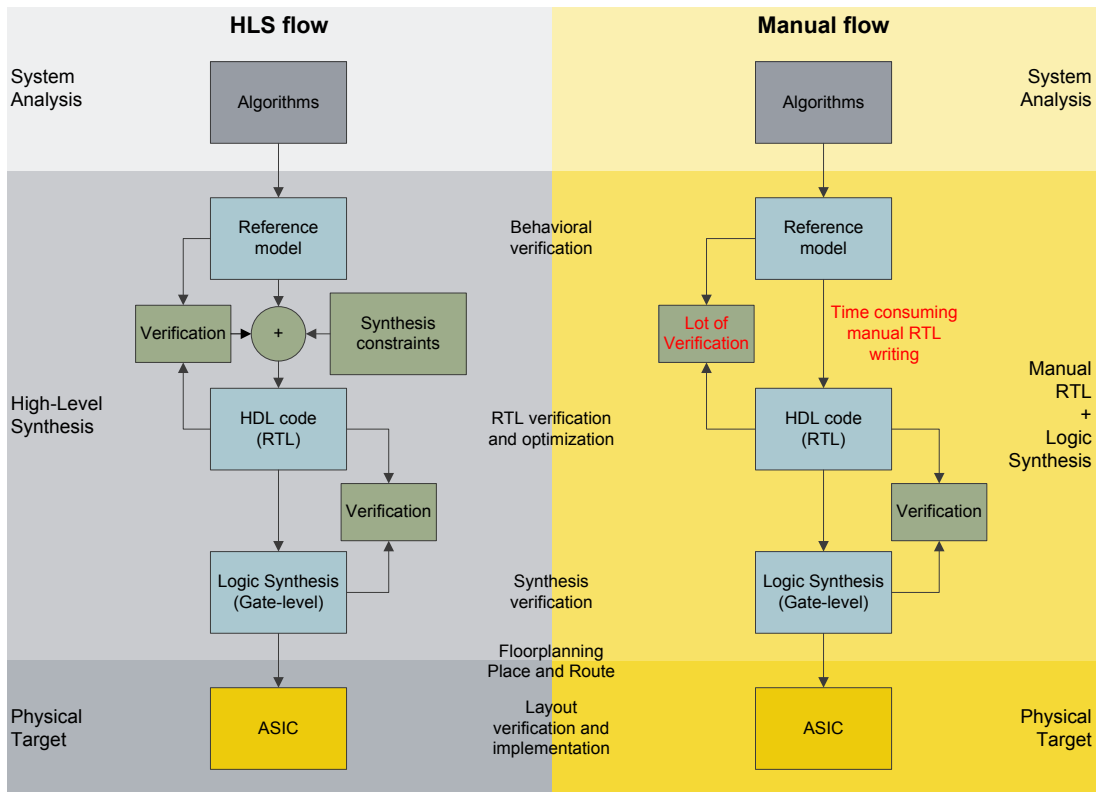 HLS flow
Manual flow
System
Analysis
Algorithms
Algorithms
System
Analysis
Reference
model
Behavioral
verification
Reference
model
Verification
+
Synthesis
constraints
Lot of
Verification
Time consuming
manual RTL
writing
High-Level
Synthesis
HDL code
(RTL)
RTL verification
and optimization
HDL code
(RTL)
Manual
RTL
+
Logic
Synthesis
Verification
Verification
Logic Synthesis
(Gate-level)
Synthesis
verification
Logic Synthesis
(Gate-level)
Floorplanning
Place and Route
Physical
Target
ASIC
Layout
verification and
implementation
ASIC
Physical
Target